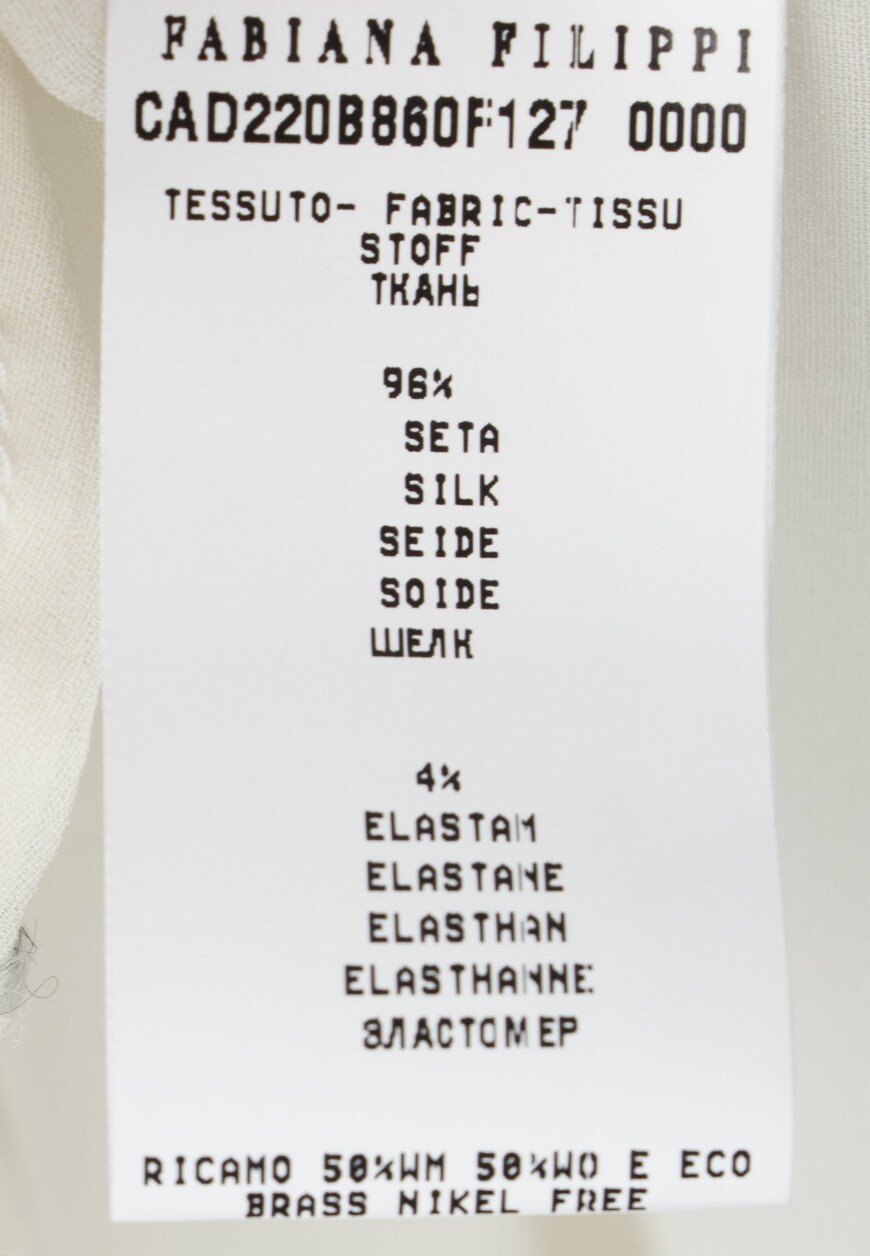 FABIANA FILIPPI
CAD220B860F127 0000
TESSUTO- FABRIC-TISSU
STOFF
ТКАНЬ
96%
SETA
SILK
SEIDE
SOIDE
ШЕЛК
4%
ELASTAM
ELASTANE
ELASTHAN
ELASTHANNE
ЭЛАСТОМЕР
RICAMO 50%WM 50%WO E ECO
BRASS NIKEL FREE